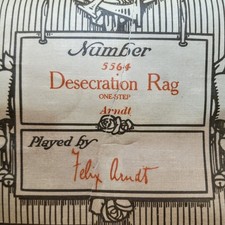 Number
5564
Desecration Rag
ONE-STEP
Arndt
Played by
Felix Arndt